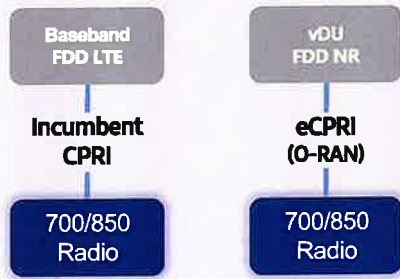 Baseband
FDD LTE
Incumbent
CPRI
700/850
Radio
vDU
FDD NR
eCPRI
(O-RAN)
700/850
Radio